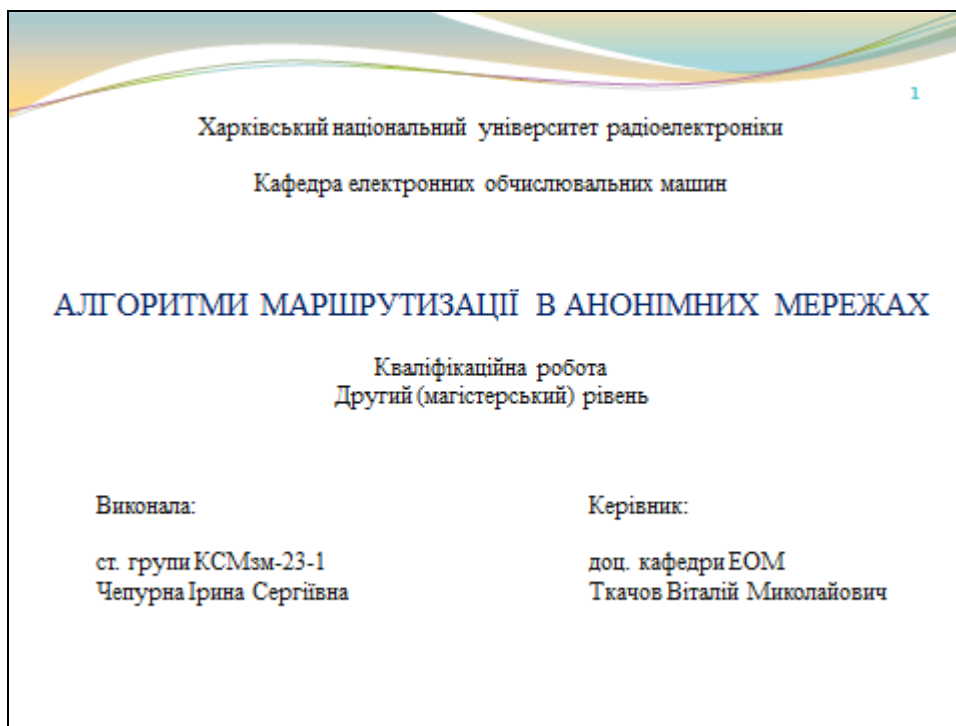 1
Харківський національний університет радіоелектроніки
Кафедра електронних обчислювальних машин
АЛГОРИТМИ МАРШРУТИЗАЦІЇ В АНОНІМНИХ МЕРЕЖАХ
Кваліфікаційна робота
Другий (магістерський) рівень
Виконала:
ст. групи КСМзм-23-1
Чепурна Ірина Сергіївна
Керівник:
доц. кафедри ЕОМ
Ткачов Віталій Миколайович